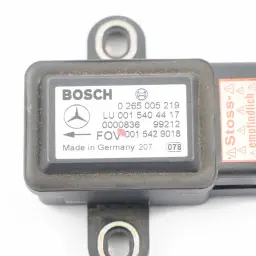 BOSCH
0 265 005 219
LU 001 540 44 17
0000836 99212
FOV 001 542 9018
Made in Germany 207 078
Stoss-
empfindlich